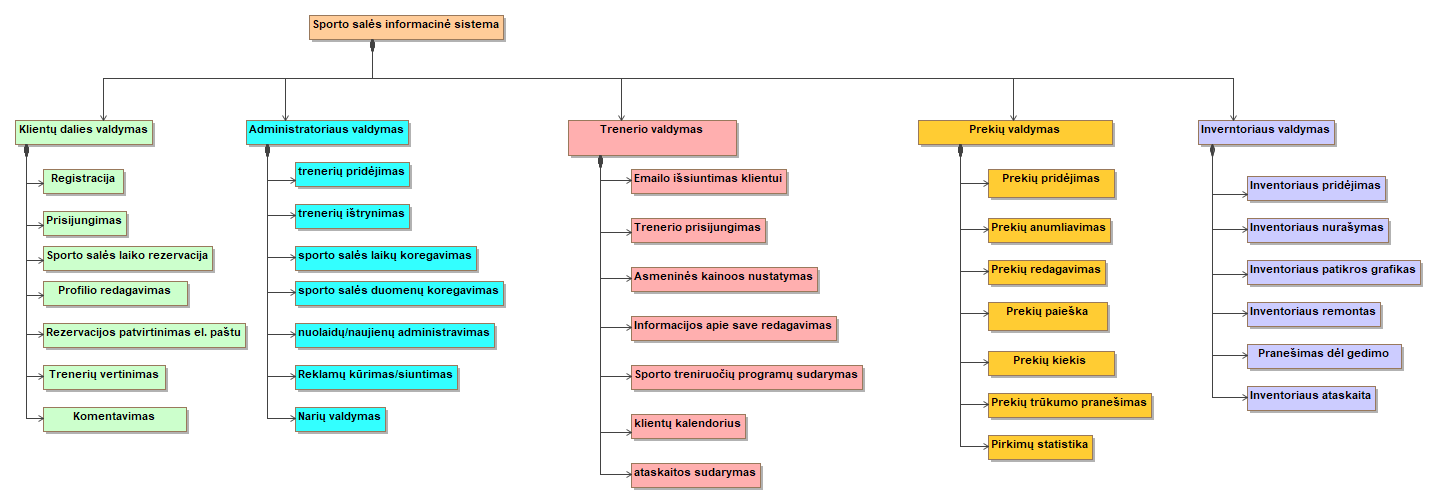 Sporto salės informacinė sistema
Klientų dalies valdymas
Registracija
Prisijungimas
Sporto salės laiko rezervacija
Profilio redagavimas
Rezervacijos patvirtinimas el. paštu
Trenerių vertinimas
Komentavimas
Administratoriaus valdymas
trenerių pridėjimas
trenerių ištrynimas
sporto salės laikų koregavimas
sporto salės duomenų koregavimas
nuolaidų/naujienų administravimas
Reklamų kūrimas/siuntimas
Narių valdymas
Trenerio valdymas
Emailo išsiuntimas klientui
Trenerio prisijungimas
Asmeninės kainoos nustatymas
Informacijos apie save redagavimas
Sporto treniruočių programų sudarymas
klientų kalendorius
ataskaitos sudarymas
Prekių valdymas
Prekių pridėjimas
Prekių anumliavimas
Prekių redagavimas
Prekių paieška
Prekių kiekis
Prekių trūkumo pranešimas
Pirkimų statistika
Inverntoriaus valdymas
Inventoriaus pridėjimas
Inventoriaus nurašymas
Inventoriaus patikros grafikas
Inventoriaus remontas
Pranešimas dėl gedimo
Inventoriaus ataskaita